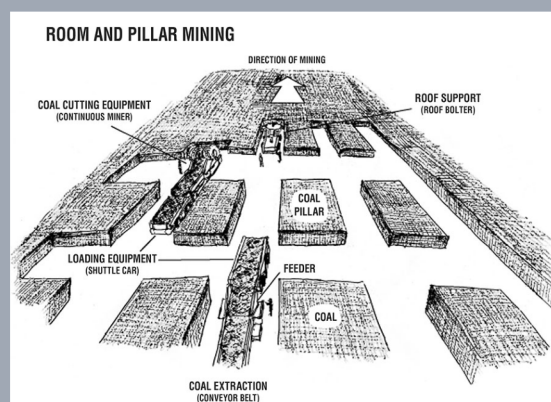 ROOM AND PILLAR MINING
DIRECTION OF MINING
COAL CUTTING EQUIPMENT
(CONTINUOUS MINER)
ROOF SUPPORT
(ROOF BOLTER)
COAL
PILLAR
LOADING EQUIPMENT
(SHUTTLE CAR)
FEEDER
COAL
COAL EXTRACTION
(CONVEYOR BELT)